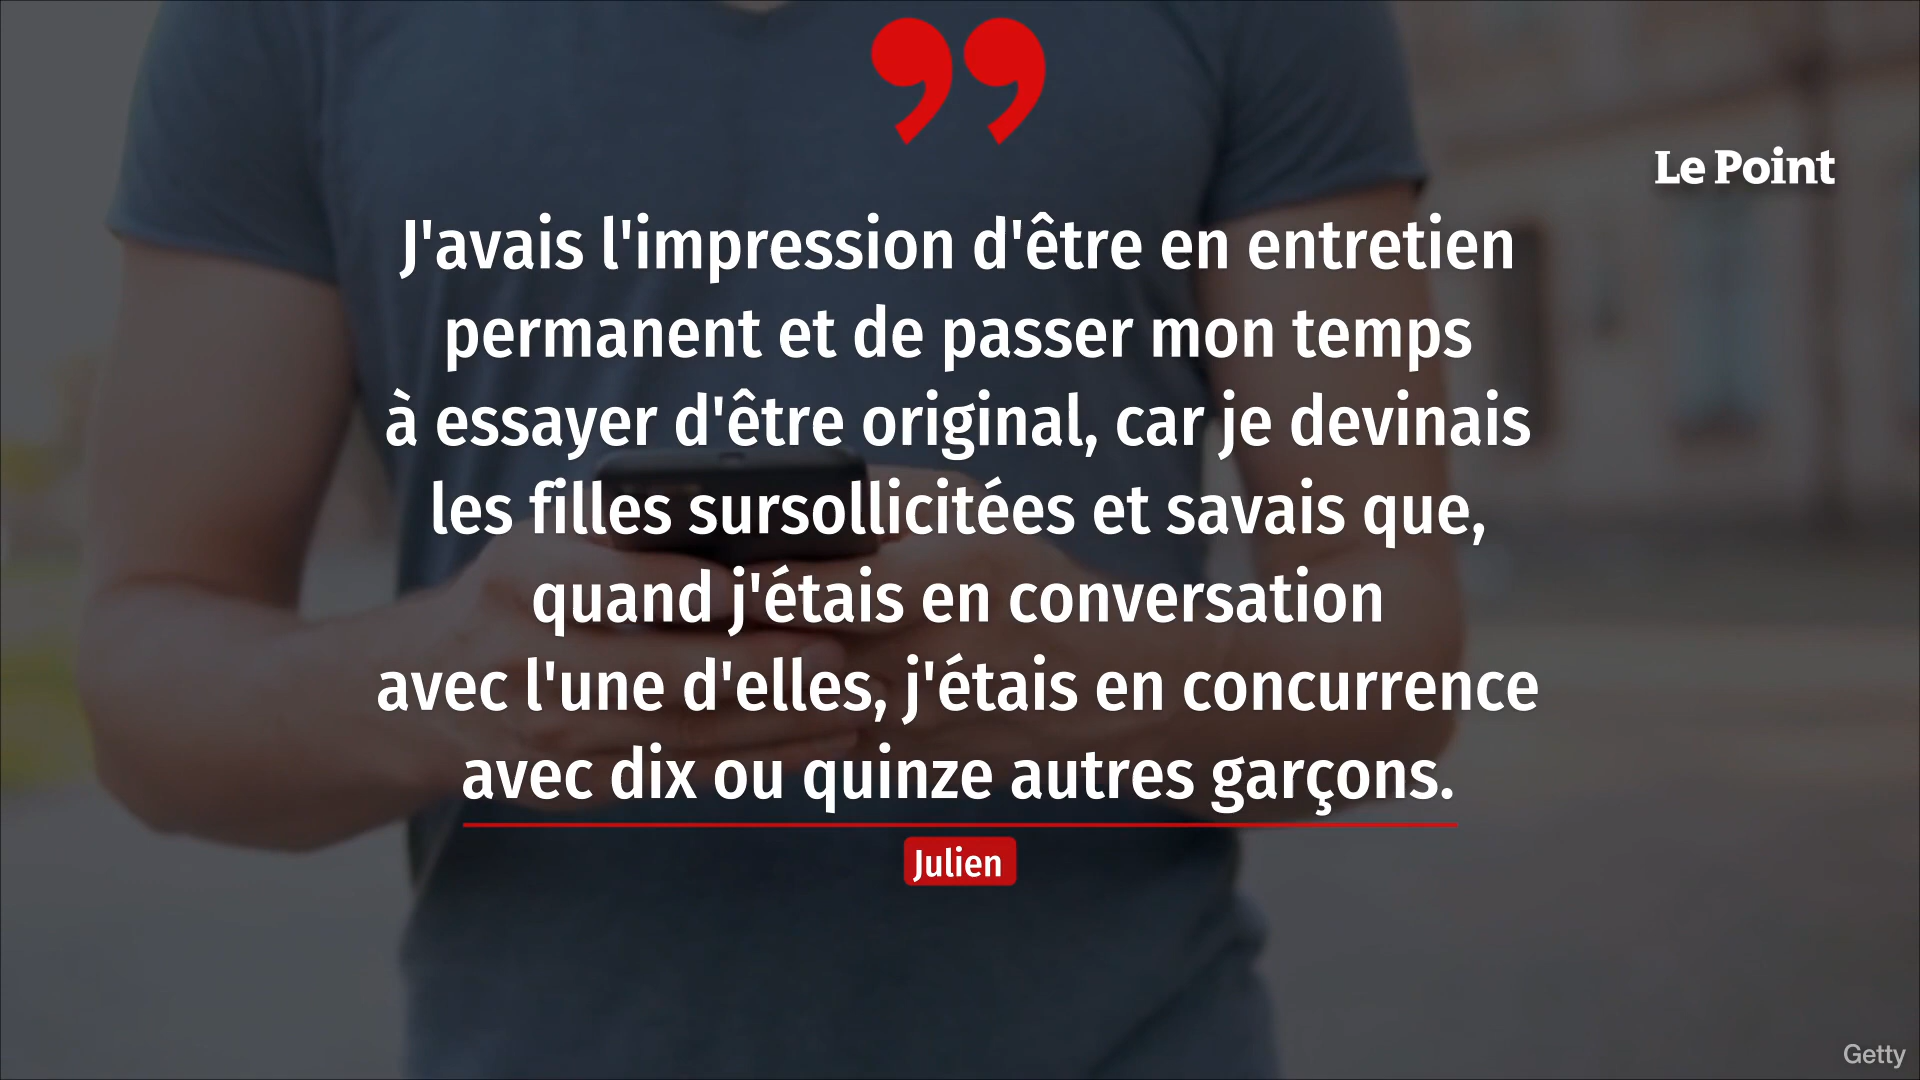 Le Point
J'avais l'impression d'être en entretien
permanent et de passer mon temps
à essayer d'être original, car je devinais
les filles sursollicitées et savais que,
quand j'étais en conversation
avec l'une d'elles, j'étais en concurrence
avec dix ou quinze autres garçons.
Julien
Getty